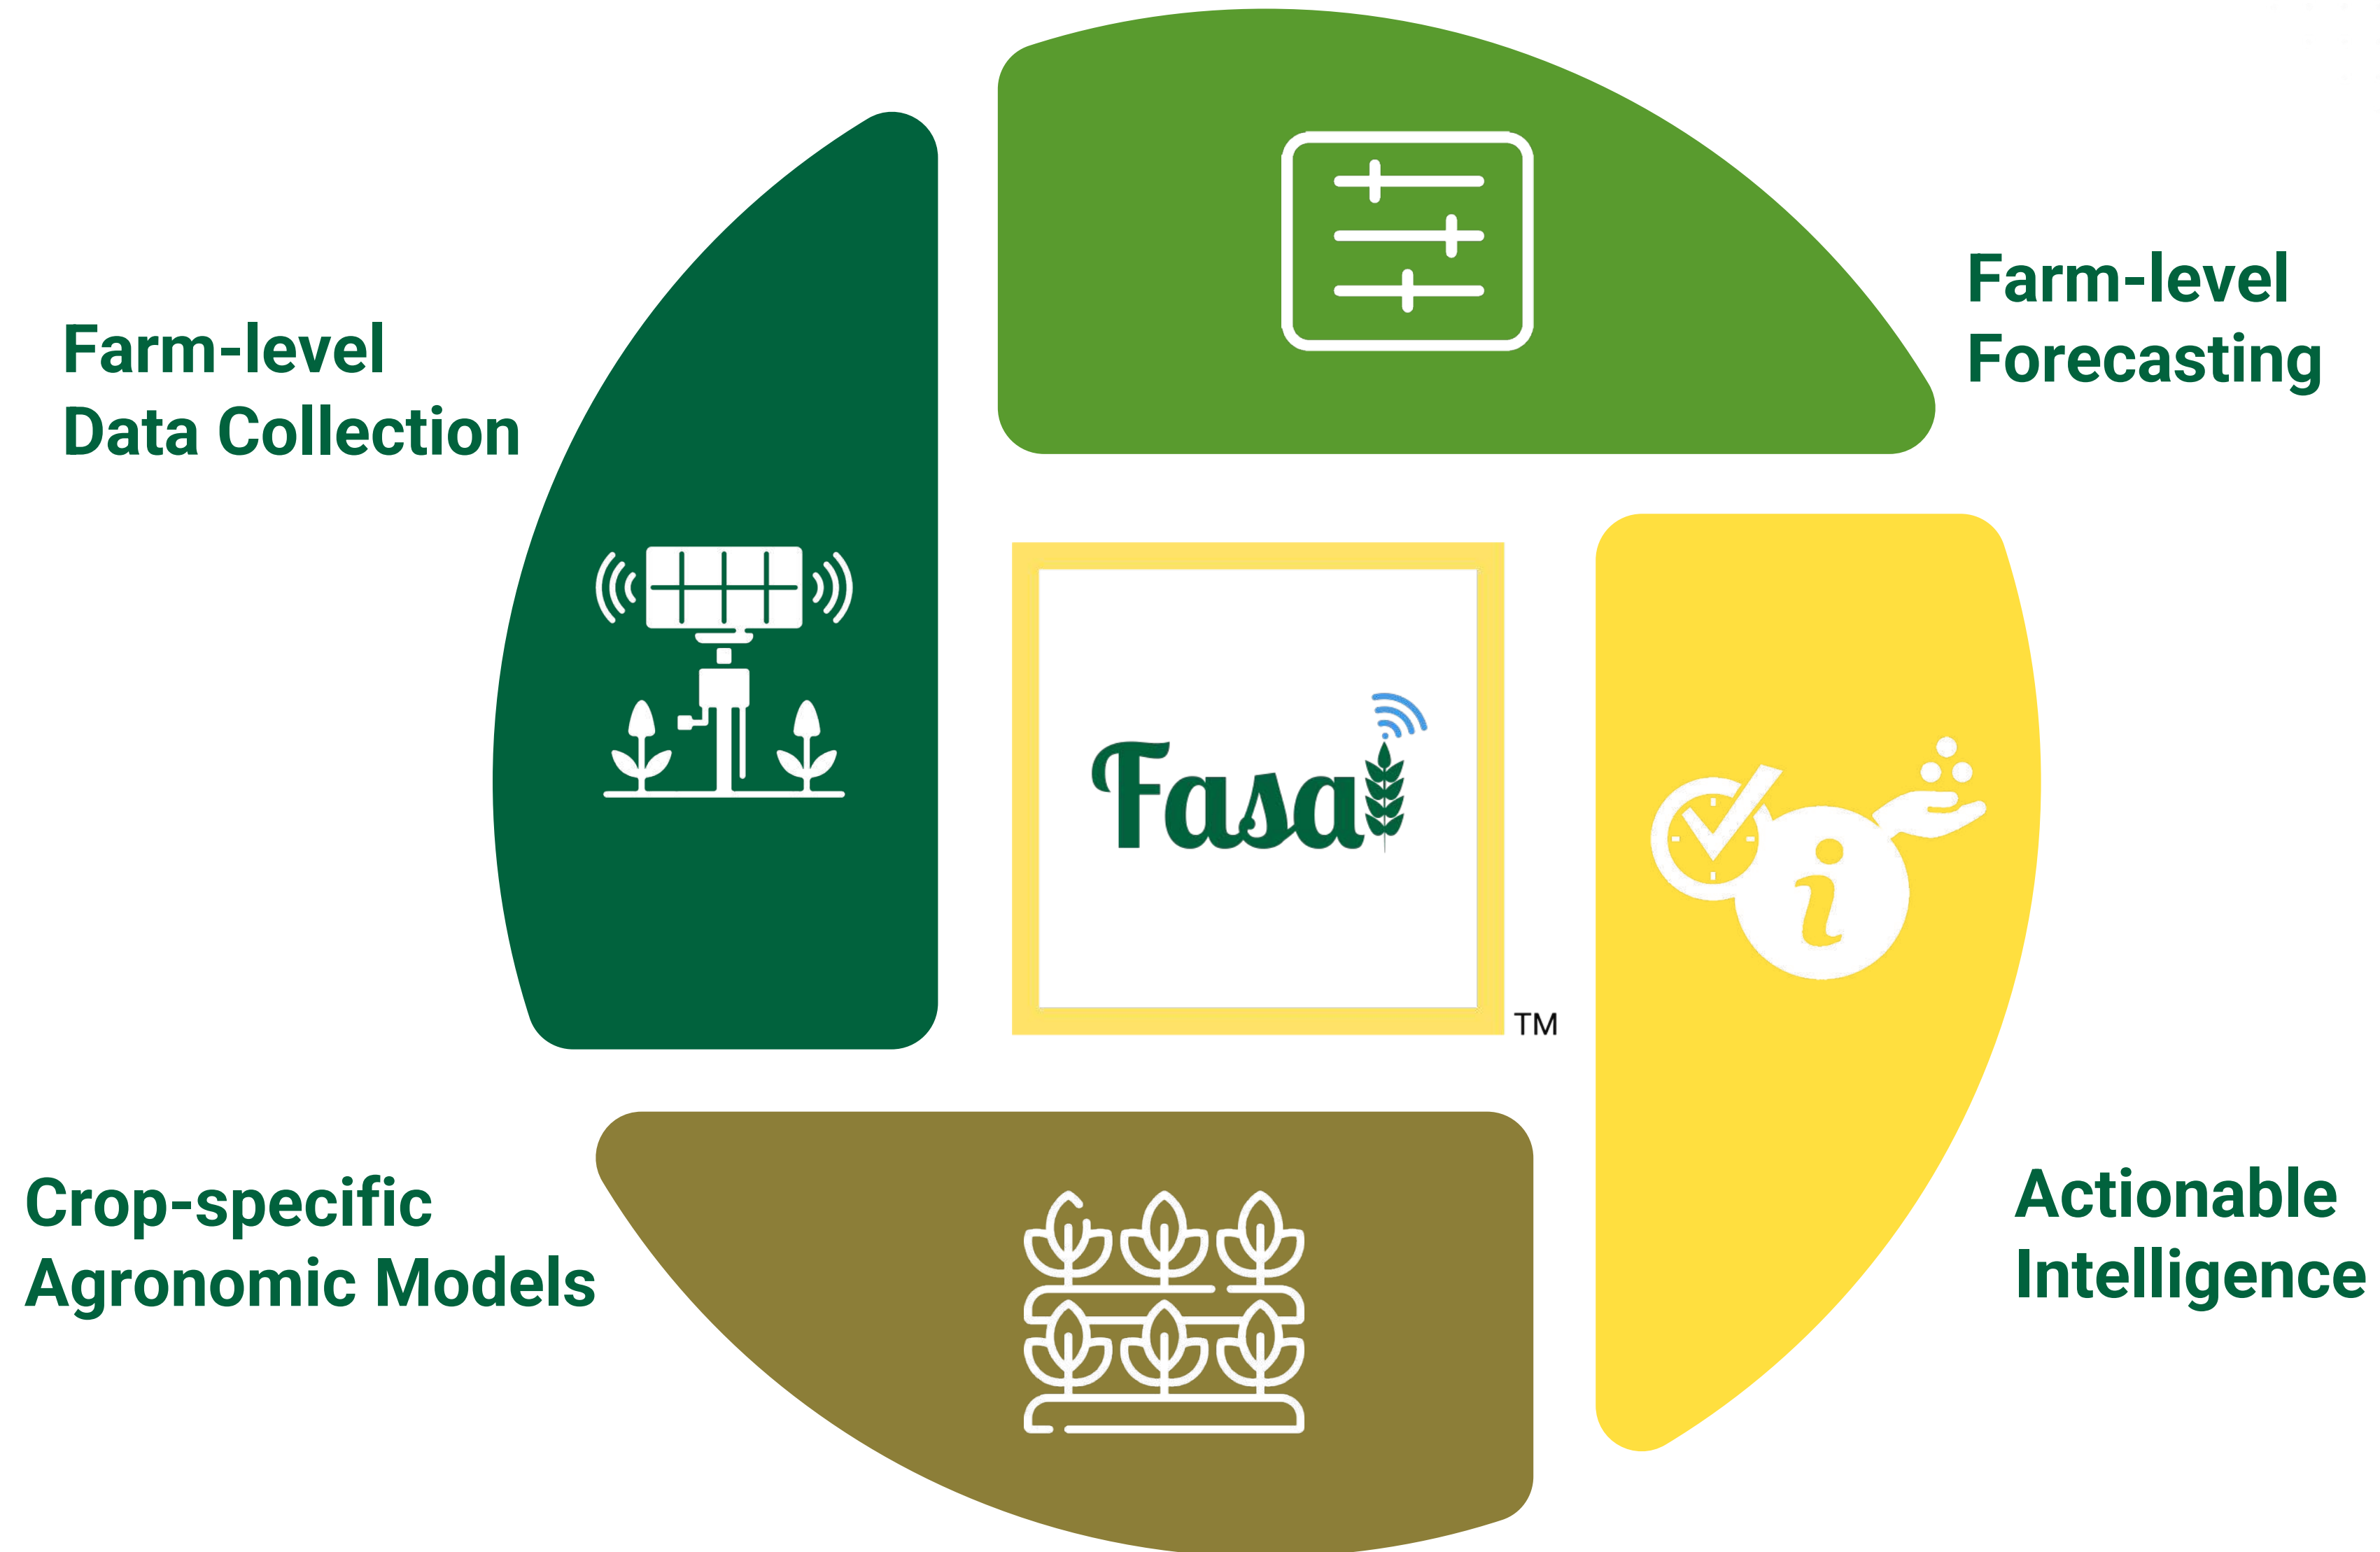 Farm-level
Forecasting
Farm-level
Data Collection
Fasal
TM
Crop-specific
Agronomic Models
Actionable
Intelligence